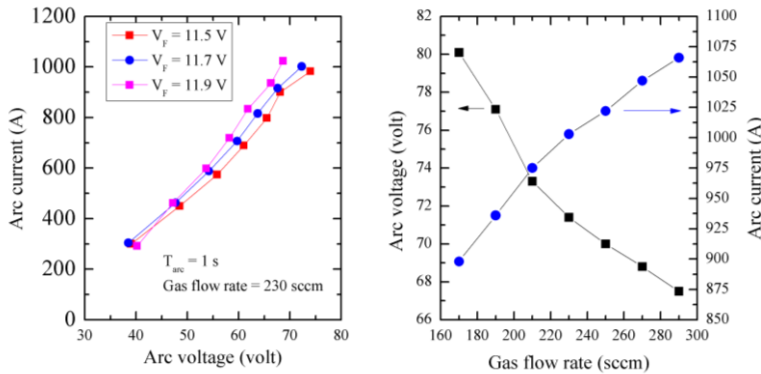 V_F = 11.5 V
V_F = 11.7 V
V_F = 11.9 V
1200
1000
800
600
400
200
0
Arc current (A)
T_arc = 1 s
Gas flow rate = 230 sccm
30 40 50 60 70 80
Arc voltage (volt)
82
80
78
76
74
72
70
68
66
Arc voltage (volt)
1100
1075
1050
1025
1000
975
950
925
900
875
850
Arc current (A)
160 180 200 220 240 260 280 300
Gas flow rate (sccm)